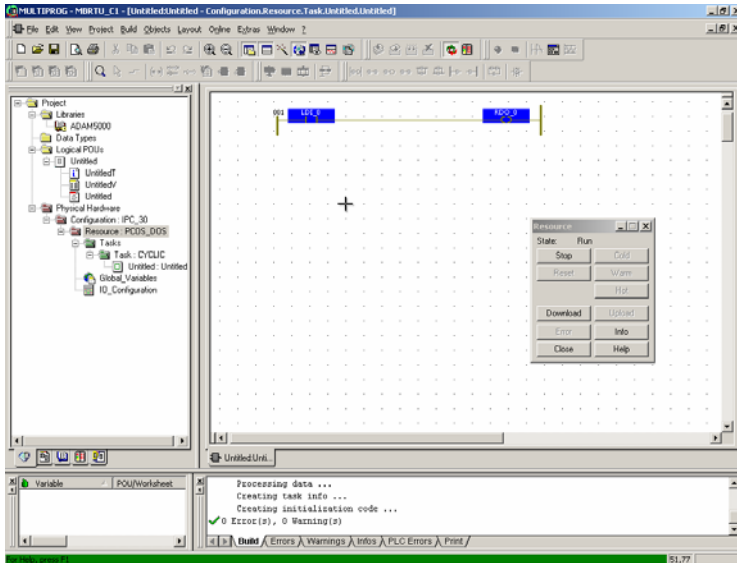 MULTIPROG - MBRTU_C1 - [Untitled:Untitled - Configuration.Resource.Task.Untitled.Untitled]
File Edit View Project Build Objects Layout Online Extras Window ?
Project
Libraries
ADAM5000
Data Types
Logical POUs
Untitled
UntitledT
UntitledV
Untitled
Physical Hardware
Configuration : IPC_30
Resource : PCOS_DOS
Tasks
Task : CYCLIC
Untitled : Untitled
Global_Variables
IO_Configuration
001 LDI_0 RDO_0
Resource
State: Run
Stop Cold
Reset Warm
Hot
Download Upload
Error Info
Close Help
Untitled:Unti...
Variable POU/Worksheet
Processing data ...
Creating task info ...
Creating initialization code ...
0 Error(s), 0 Warning(s)
Build Errors Warnings Infos PLC Errors Print
For Help, press F1
51,77